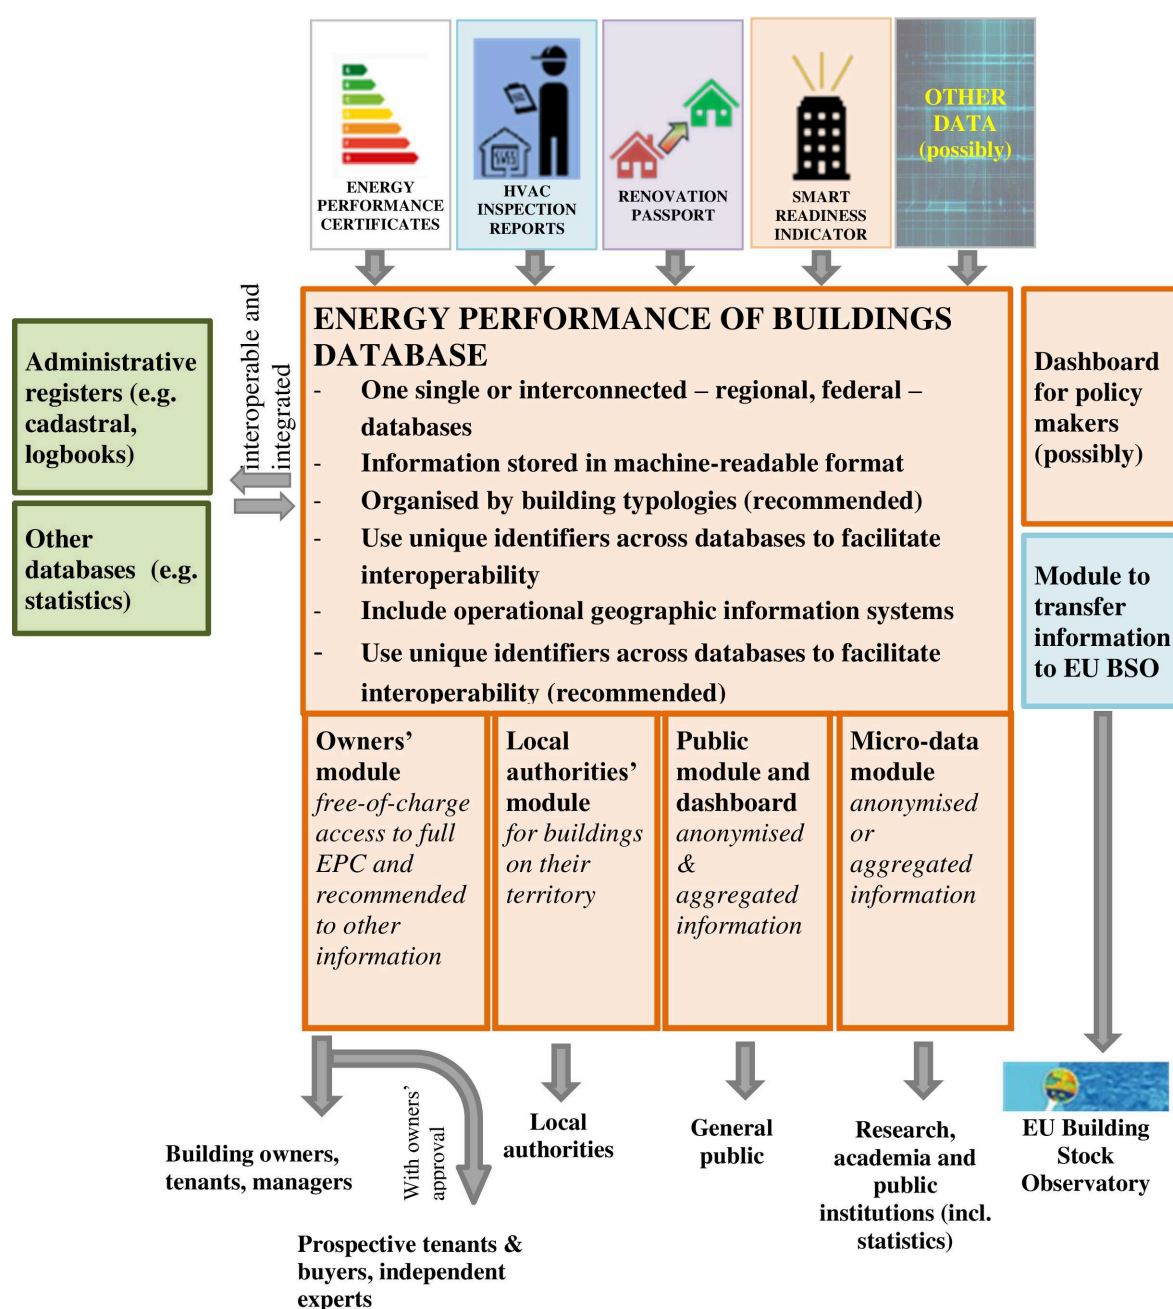 ENERGY
PERFORMANCE
CERTIFICATES
HVAC
INSPECTION
REPORTS
RENOVATION
PASSPORT
SMART
READINESS
INDICATOR
OTHER
DATA
(possibly)
interoperable and
integrated
Administrative
registers (e.g.
cadastral,
logbooks)
Other
databases (e.g.
statistics)
ENERGY PERFORMANCE OF BUILDINGS
DATABASE
- One single or interconnected – regional, federal –
databases
- Information stored in machine-readable format
- Organised by building typologies (recommended)
- Use unique identifiers across databases to facilitate
interoperability
- Include operational geographic information systems
- Use unique identifiers across databases to facilitate
interoperability (recommended)
Dashboard
for policy
makers
(possibly)
Module to
transfer
information
to EU BSO
Owners’
module
free-of-charge
access to full
EPC and
recommended
to other
information
Local
authorities’
module
for buildings
on their
territory
Public
module and
dashboard
anonymised
&
aggregated
information
Micro-data
module
anonymised
or
aggregated
information
Building owners,
tenants, managers
With owners’
approval
Prospective tenants &
buyers, independent
experts
Local
authorities
General
public
Research,
academia and
public
institutions (incl.
statistics)
EU Building
Stock
Observatory